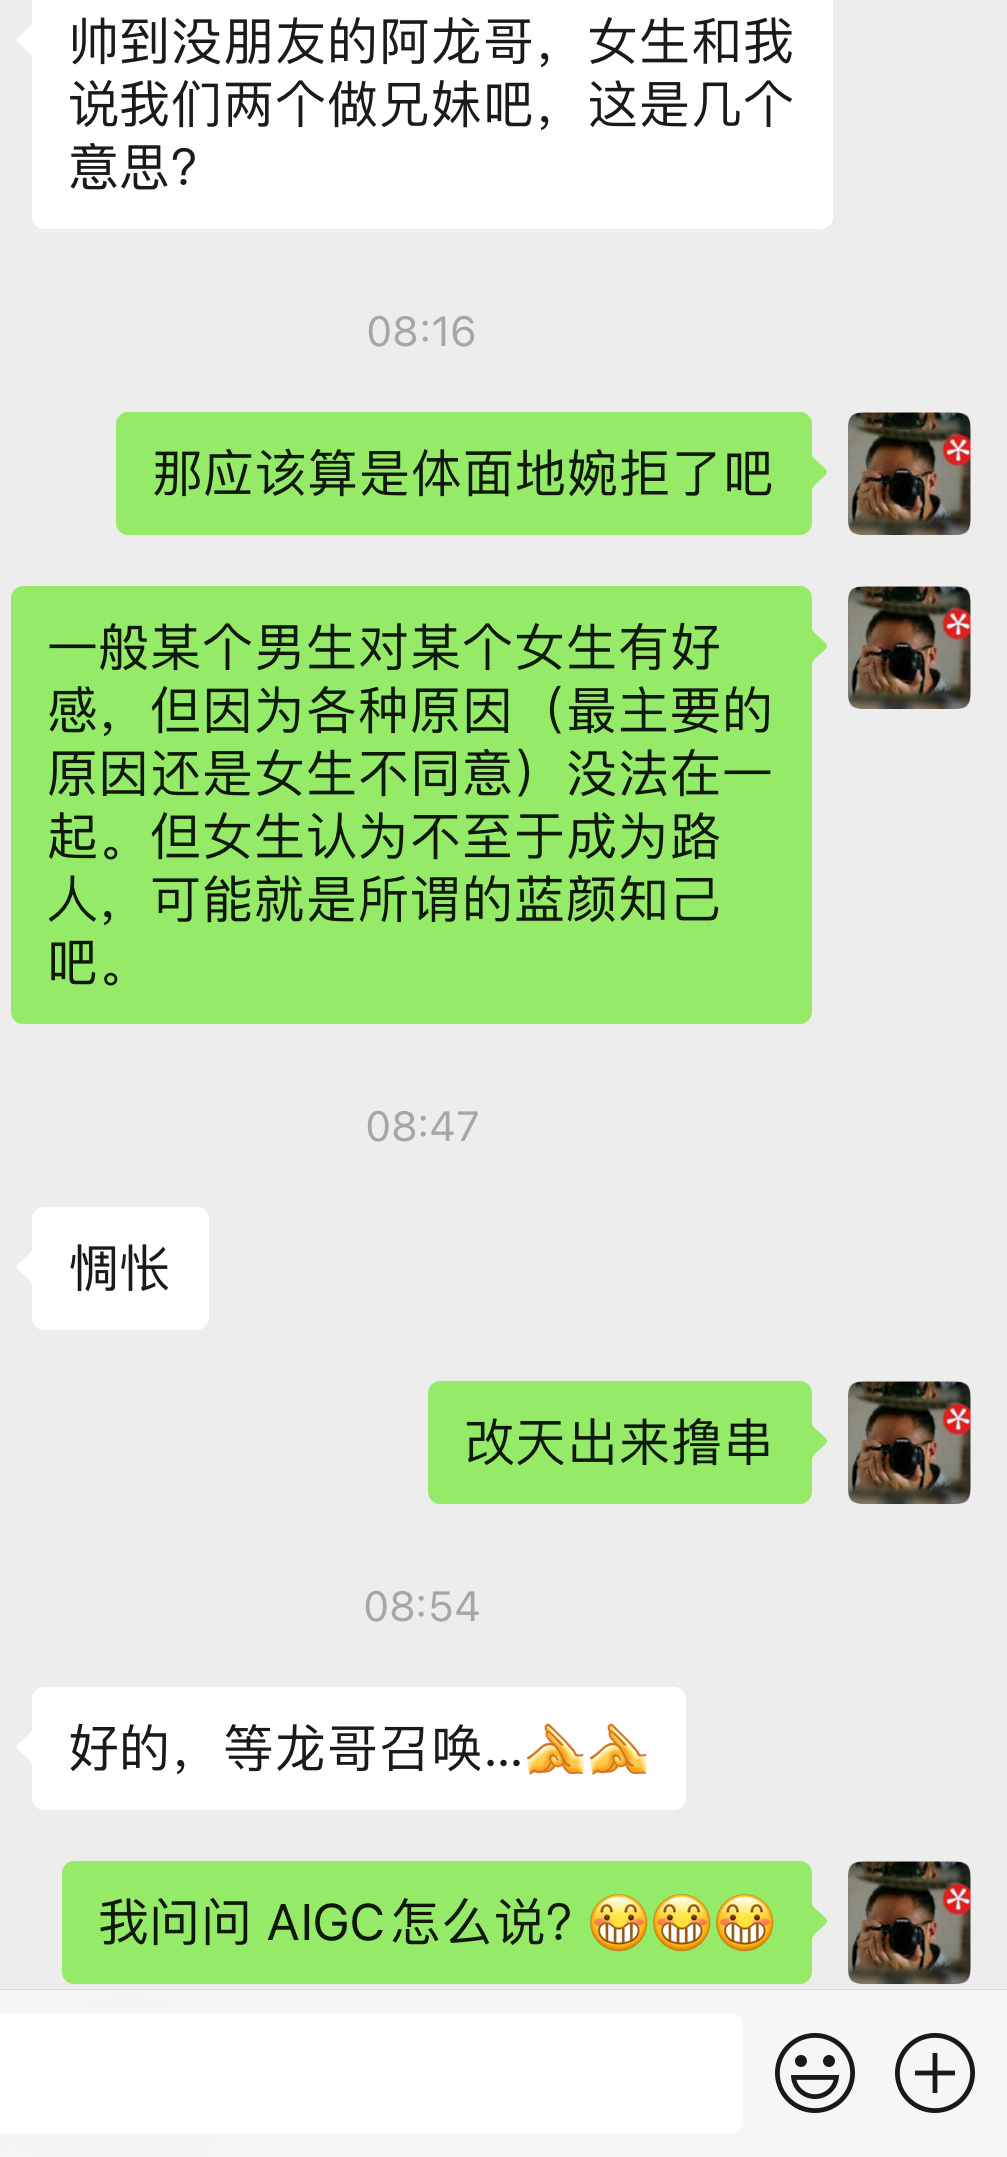 帅到没朋友的阿龙哥，女生和我
说我们两个做兄妹吧，这是几个
意思?
08:16
那应该算是体面地婉拒了吧
一般某个男生对某个女生有好
感，但因为各种原因（最主要的
原因还是女生不同意）没法在一
起。但女生认为不至于成为路
人，可能就是所谓的蓝颜知己
吧。
08:47
惆怅
改天出来撸串
08:54
好的，等龙哥召唤...🫴🫴
我问问 AIGC怎么说? 😁😁😁